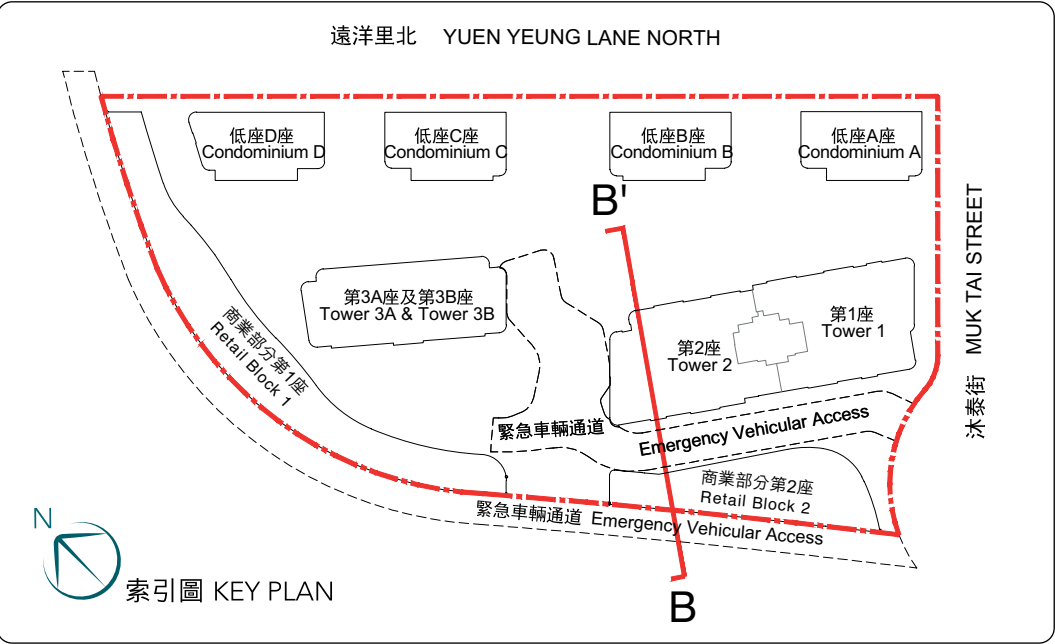 遠洋里北 YUEN YEUNG LANE NORTH
低座D座
Condominium D
低座C座
Condominium C
低座B座
Condominium B
低座A座
Condominium A
B'
沐泰街 MUK TAI STREET
第3A座及第3B座
Tower 3A & Tower 3B
第1座
Tower 1
第2座
Tower 2
商業部分第1座
Retail Block 1
緊急車輛通道 Emergency Vehicular Access
商業部分第2座
Retail Block 2
緊急車輛通道 Emergency Vehicular Access
N
索引圖 KEY PLAN
B